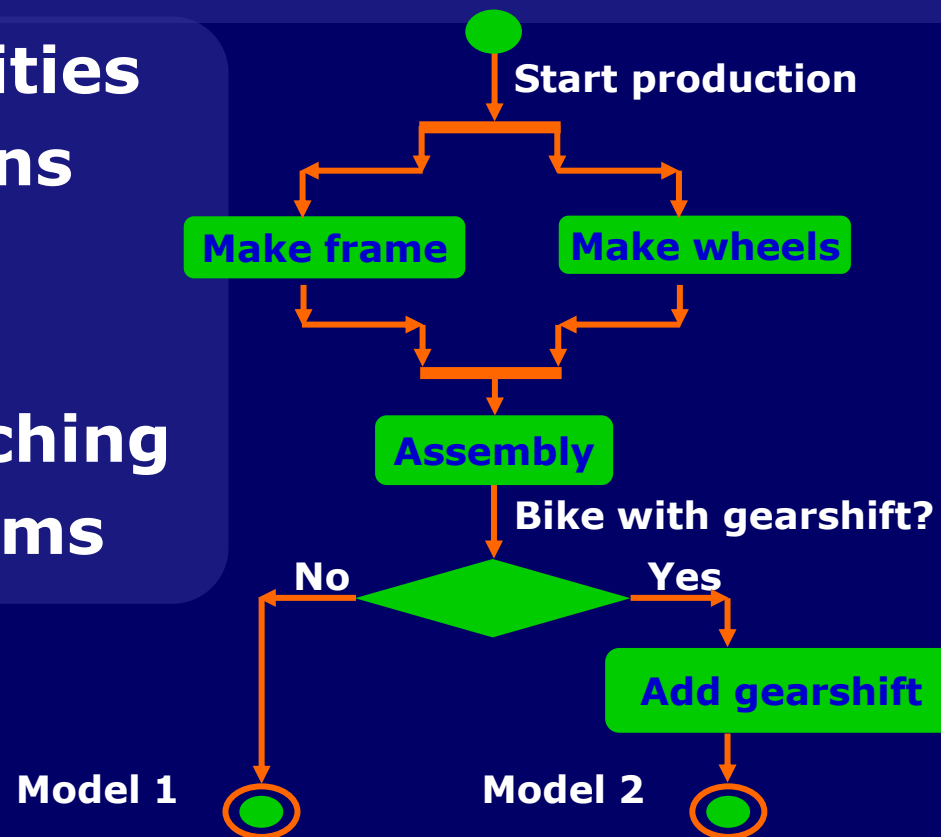 ities
ns
ching
ms
Start production
Make frame
Make wheels
Assembly
Bike with gearshift?
No
Yes
Add gearshift
Model 1
Model 2